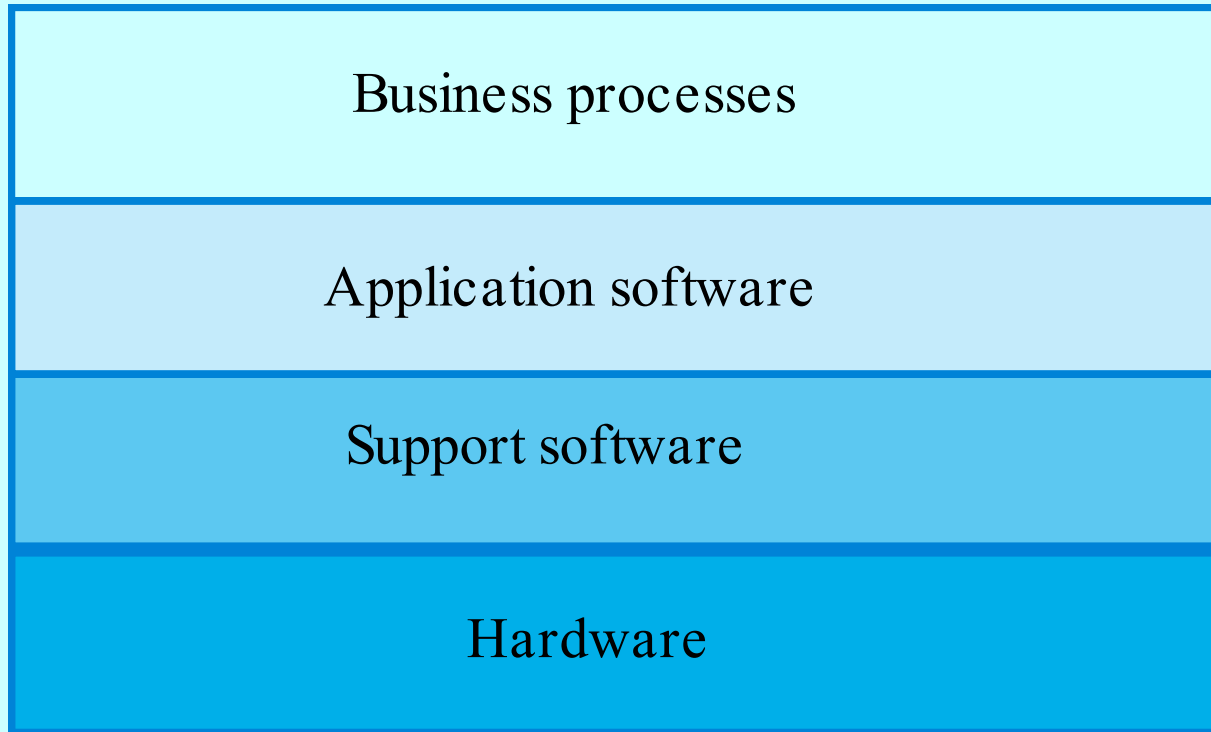 Business processes
Application software
Support software
Hardware